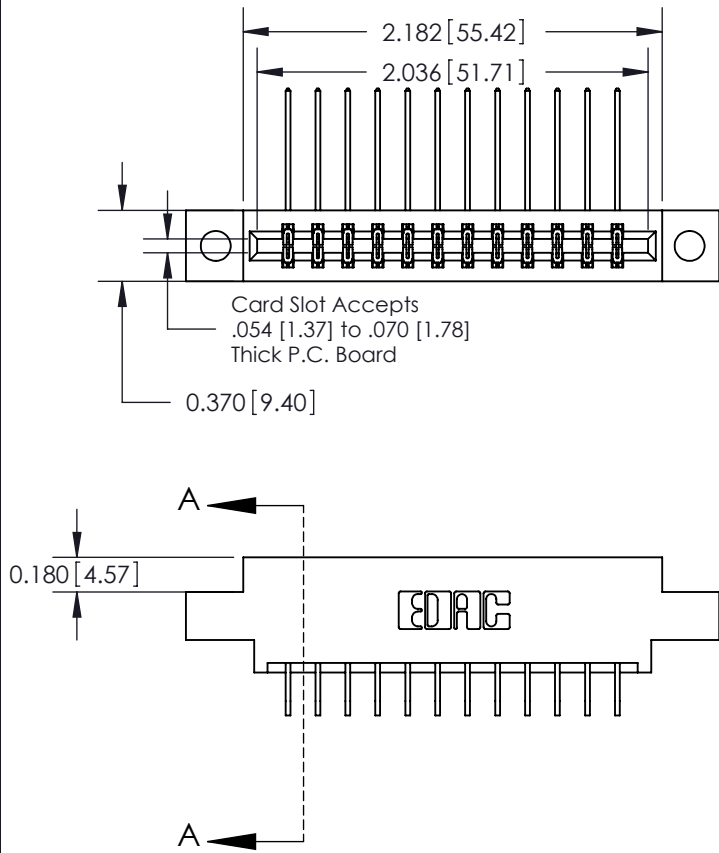 2.182 [55.42]
2.036 [51.71]
Card Slot Accepts
.054 [1.37] to .070 [1.78]
Thick P.C. Board
0.370 [9.40]
A
0.180 [4.57]
EDAC
A